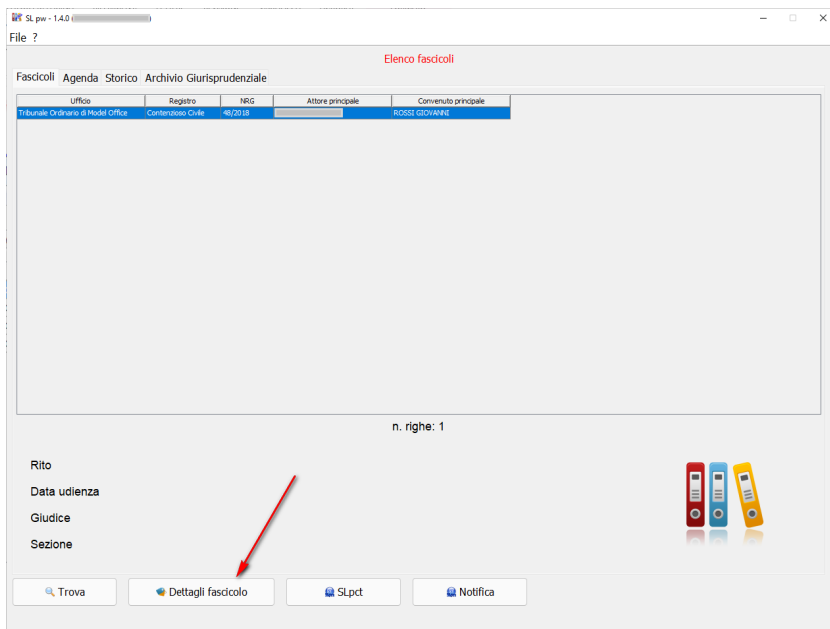 SL pw - 1.4.0 (
File ?
Elenco fascicoli
Fascicoli Agenda Storico Archivio Giurisprudenziale
Ufficio Registro NRG Attore principale Convenuto principale
Tribunale Ordinario di Model Office Contenzioso Civile 48/2018 ROSSI GIOVANNI
n. righe: 1
Rito
Data udienza
Giudice
Sezione
Trova Dettagli fascicolo SLpct Notifica